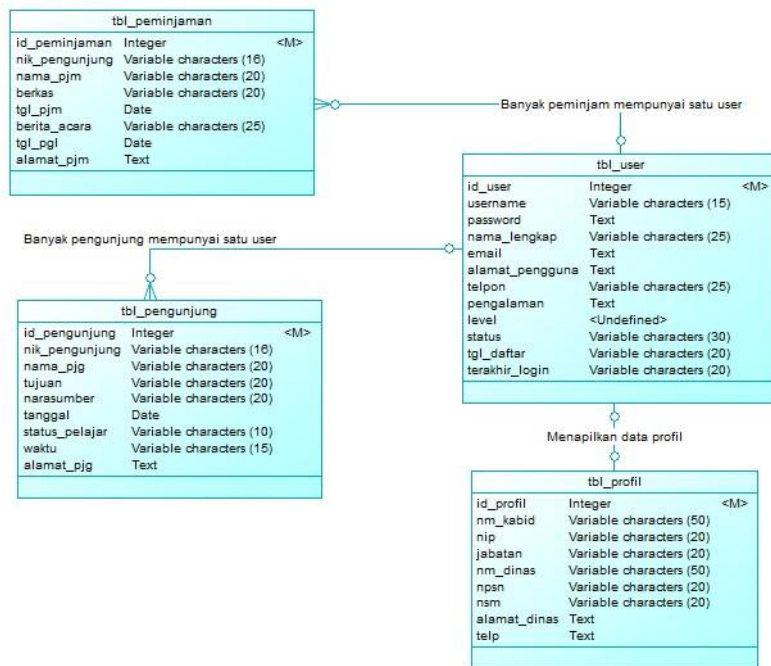 tbl_peminjaman
id_peminjaman Integer <M>
nik_pengunjung Variable characters (16)
nama_pjm Variable characters (20)
berkas Variable characters (20)
tgl_pjm Date
berita_acara Variable characters (25)
tgl_pgl Date
alamat_pjm Text
Banyak peminjam mempunyai satu user
tbl_user
id_user Integer <M>
username Variable characters (15)
password Text
nama_lengkap Variable characters (25)
email Text
alamat_pengguna Text
telpon Variable characters (25)
pengalaman Text
level <Undefined>
status Variable characters (30)
tgl_daftar Variable characters (20)
terakhir_login Variable characters (20)
Banyak pengunjung mempunyai satu user
tbl_pengunjung
id_pengunjung Integer <M>
nik_pengunjung Variable characters (16)
nama_pjg Variable characters (20)
tujuan Variable characters (20)
narasumber Variable characters (20)
tanggal Date
status_pelajar Variable characters (10)
waktu Variable characters (15)
alamat_pjg Text
Menapilkan data profil
tbl_profil
id_profil Integer <M>
nm_kabid Variable characters (50)
nip Variable characters (20)
jabatan Variable characters (20)
nm_dinas Variable characters (50)
npsn Variable characters (20)
nsm Variable characters (20)
alamat_dinas Text
telp Text